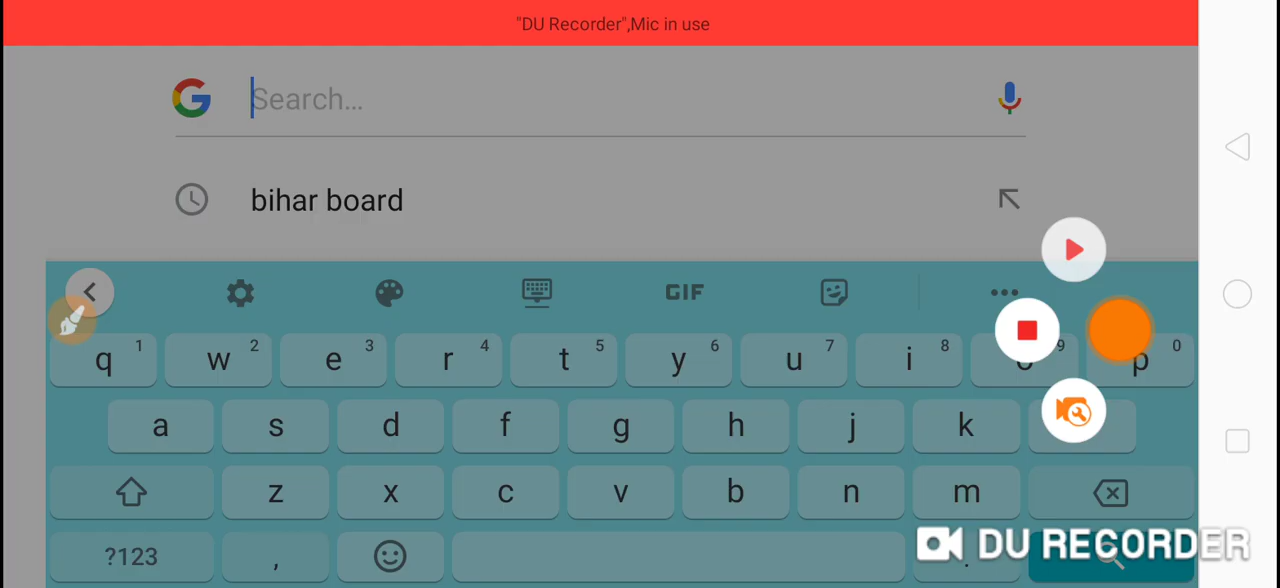 "DU Recorder",Mic in use
Search...
bihar board
GIF
q 1 w 2 e 3 r 4 t 5 y 6 u 7 i 8 o 9 p 0
a s d f g h j k
z x c v b n m
?123 , .
DU RECORDER